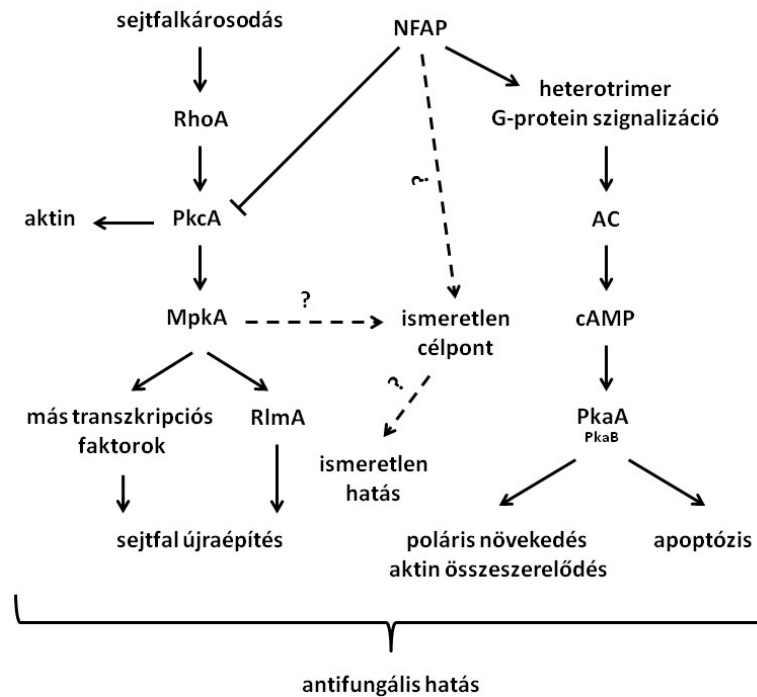 sejtfalkárosodás
NFAP
heterotrimer
G-protein szignalizáció
RhoA
?
aktin
PkcA
AC
?
MpkA
ismeretlen
célpont
cAMP
?
más transzkripciós
faktorok
RlmA
PkaA
PkaB
ismeretlen
hatás
sejtfal újraépítés
poláris növekedés
aktin összeszerelődés
apoptózis
antifungális hatás